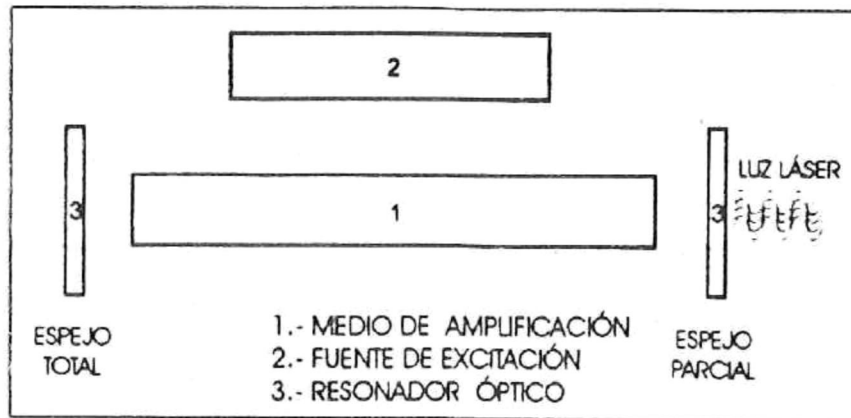 2
LUZ LÁSER
3
1
3
ESPEJO
TOTAL
1.- MEDIO DE AMPLIFICACIÓN
2.- FUENTE DE EXCITACIÓN
3.- RESONADOR ÓPTICO
ESPEJO
PARCIAL